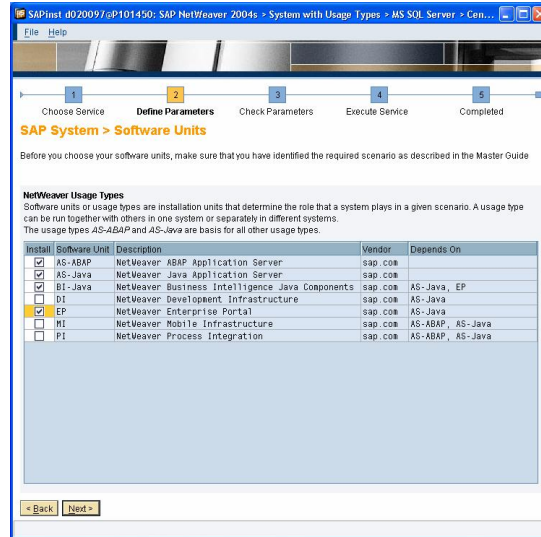 SAPinst d020097@P101450: SAP NetWeaver 2004s > System with Usage Types > MS SQL Server > Cen...
File Help
1 2 3 4 5
Choose Service Define Parameters Check Parameters Execute Service Completed
SAP System > Software Units
Before you choose your software units, make sure that you have identified the required scenario as described in the Master Guide
NetWeaver Usage Types
Software units or usage types are installation units that determine the role that a system plays in a given scenario. A usage type
can be run together with others in one system or separately in different systems.
The usage types AS-ABAP and AS-Java are basis for all other usage types.
Install Software Unit Description Vendor Depends On
AS-ABAP NetWeaver ABAP Application Server sap.com
AS-Java NetWeaver Java Application Server sap.com
BI-Java NetWeaver Business Intelligence Java Components sap.com AS-Java, EP
DI NetWeaver Development Infrastructure sap.com AS-Java
EP NetWeaver Enterprise Portal sap.com AS-Java
MI NetWeaver Mobile Infrastructure sap.com AS-ABAP, AS-Java
PI NetWeaver Process Integration sap.com AS-ABAP, AS-Java
< Back Next >